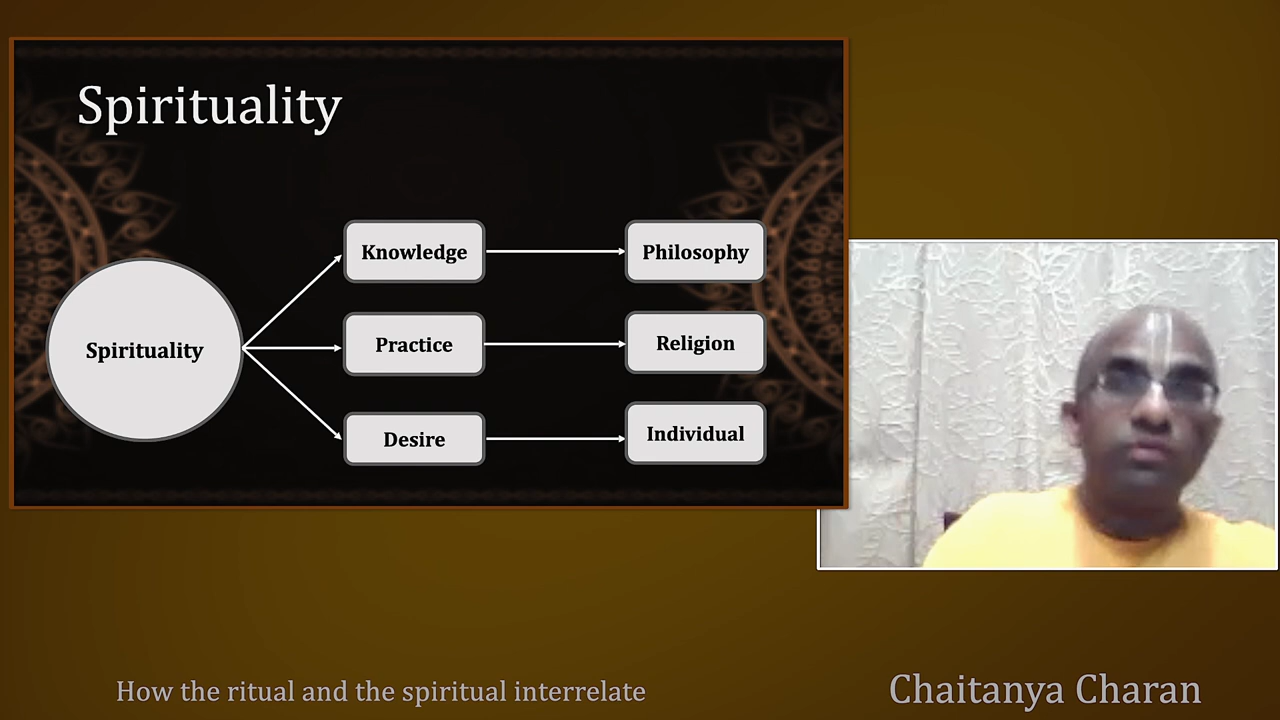 Spirituality
Knowledge
Philosophy
Spirituality
Practice
Religion
Desire
Individual
How the ritual and the spiritual interrelate
Chaitanya Charan